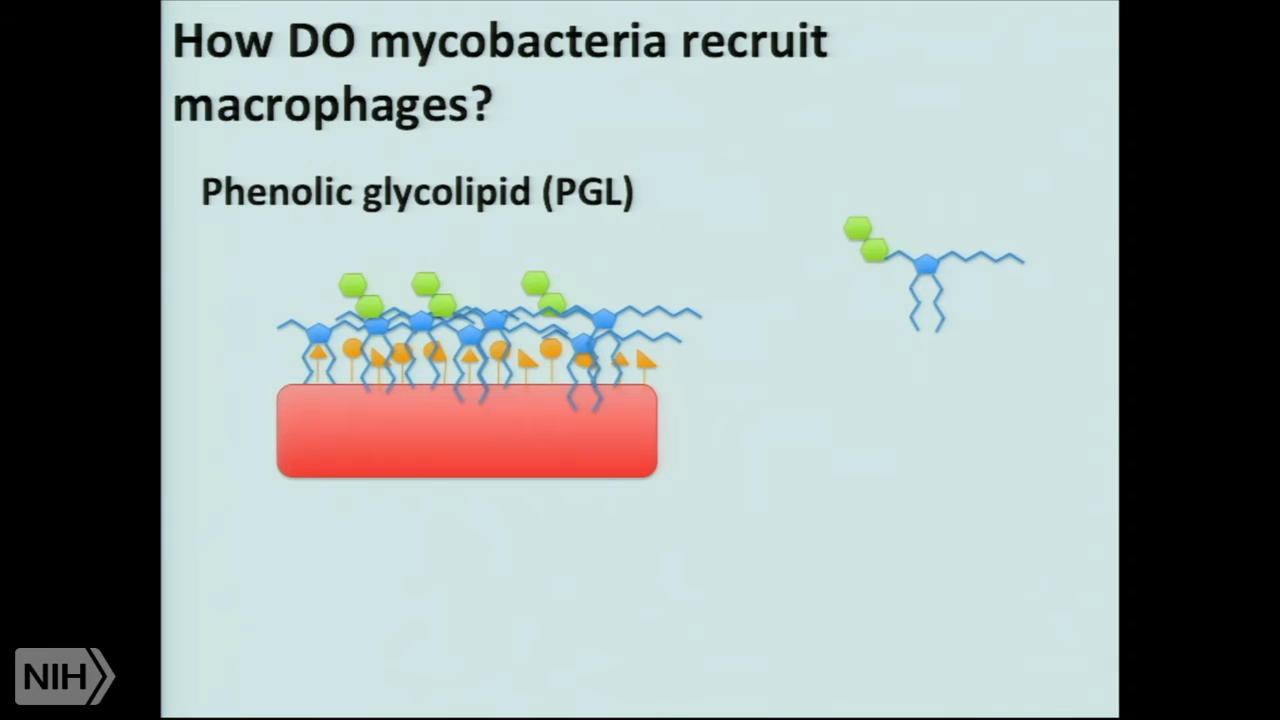 How DO mycobacteria recruit
macrophages?
Phenolic glycolipid (PGL)
NIH